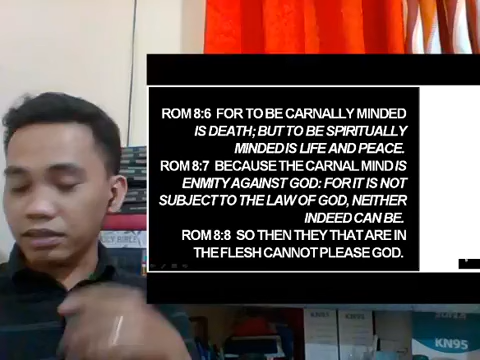 ROM 8:6 FOR TO BE CARNALLY MINDED
IS DEATH; BUT TO BE SPIRITUALLY
MINDED IS LIFE AND PEACE.
ROM 8:7 BECAUSE THE CARNAL MIND IS
ENMITY AGAINST GOD: FOR IT IS NOT
SUBJECT TO THE LAW OF GOD, NEITHER
INDEED CAN BE.
ROM 8:8 SO THEN THEY THAT ARE IN
THE FLESH CANNOT PLEASE GOD.
BIBLE
KN95
KN95